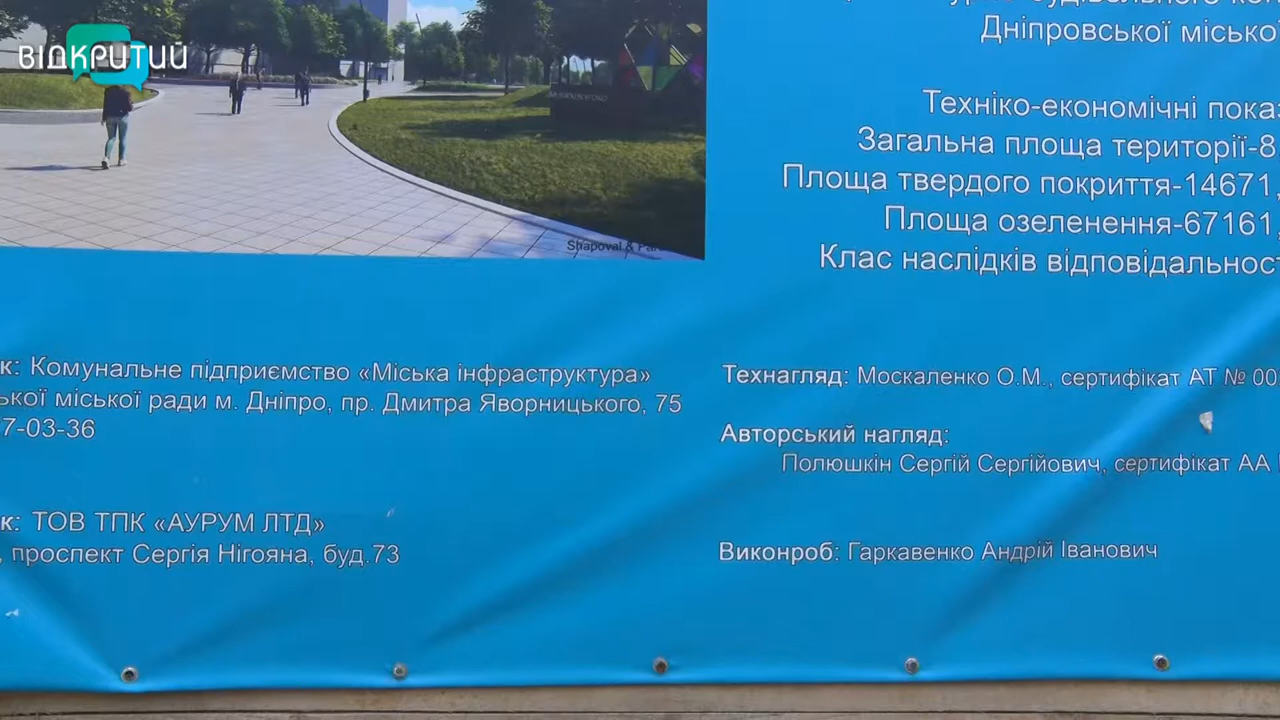 ВІДКРИТИЙ
Дніпровської місько
Техніко-економічні пока
Загальна площа території-8
Площа твердого покриття-14671,
Площа озеленення-67161,
Клас наслідків відповідальност
Shapoval & Par
к: Комунальне підприємство «Міська інфраструктура»
ької міської ради м. Дніпро, пр. Дмитра Яворницького, 75
7-03-36
к: ТОВ ТПК «АУРУМ ЛТД»
, проспект Сергія Нігояна, буд.73
Технагляд: Москаленко О.М., сертифікат АТ № 00
Авторський нагляд:
Полюшкін Сергій Сергійович, сертифікат АА
Виконроб: Гаркавенко Андрій Іванович